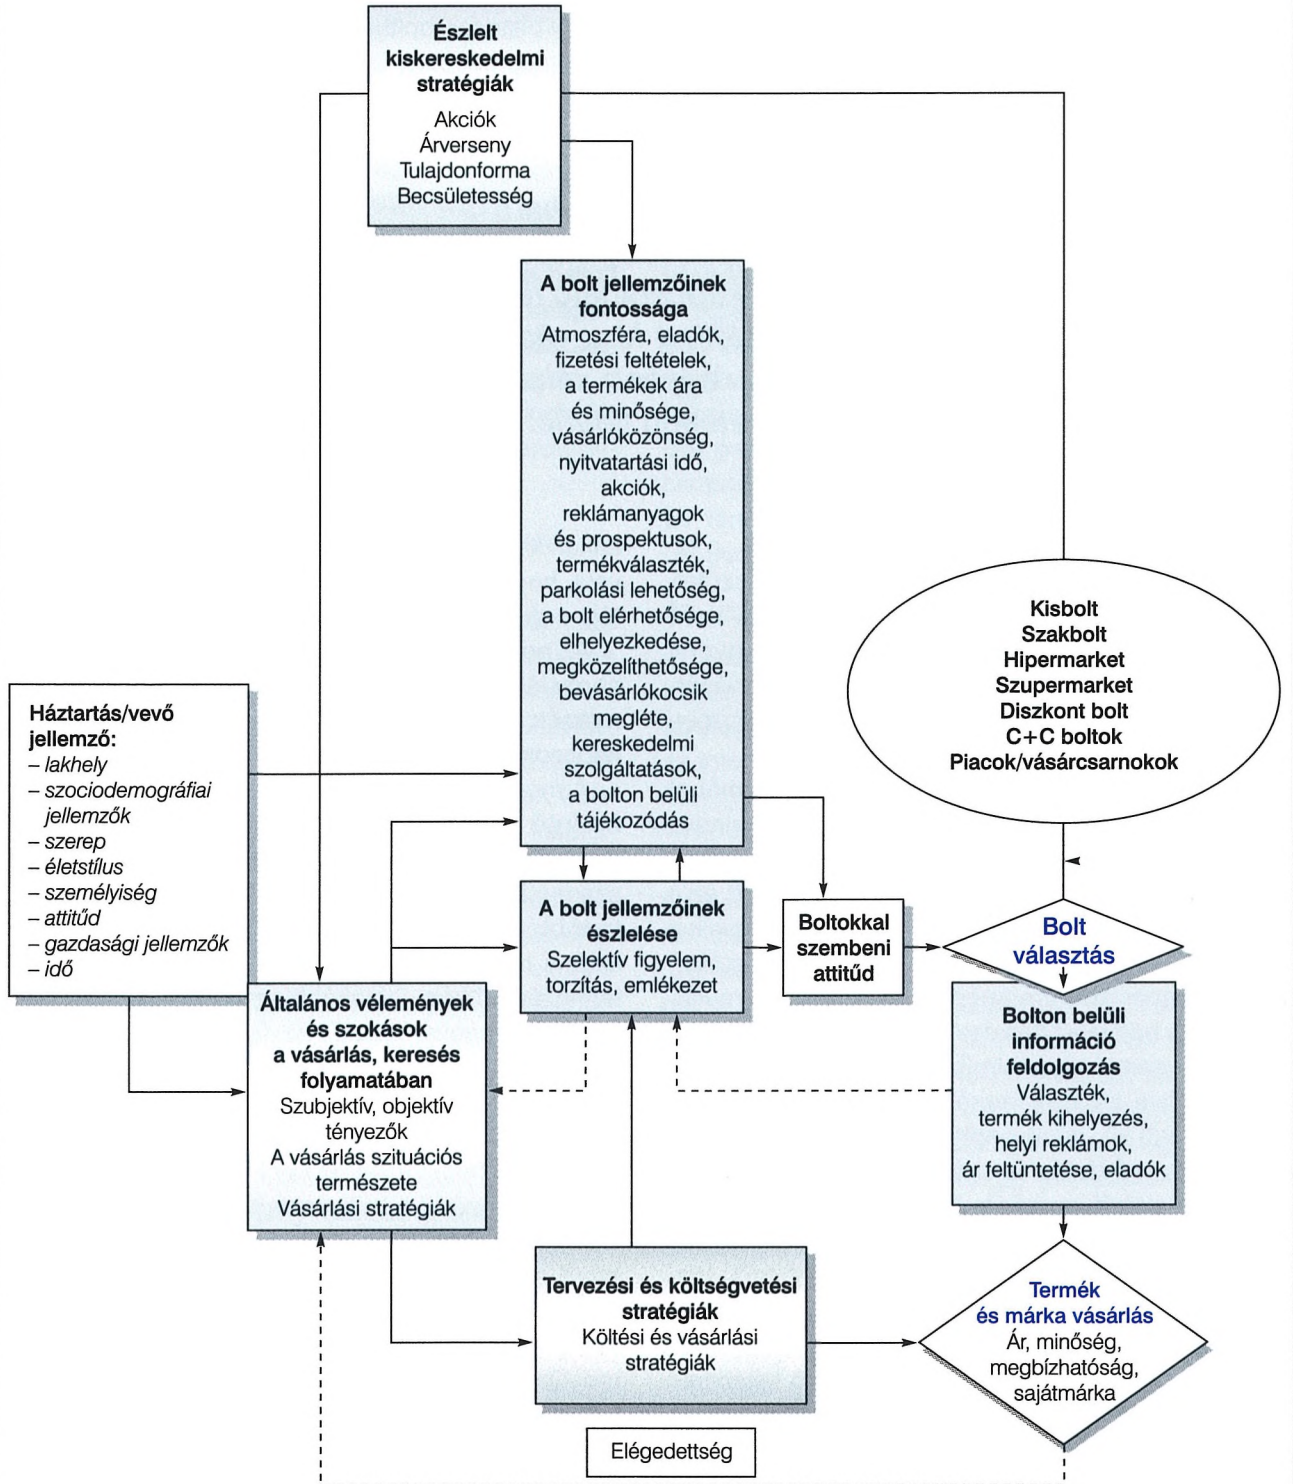 Észlelt
kiskereskedelmi
stratégiák
Akciók
Árverseny
Tulajdonforma
Becsületesség
A bolt jellemzőinek
fontossága
Atmoszféra, eladók,
fizetési feltételek,
a termékek ára
és minősége,
vásárlóközönség,
nyitvatartási idő,
akciók,
reklámanyagok
és prospektusok,
termékválaszték,
parkolási lehetőség,
a bolt elérhetősége,
elhelyezkedése,
megközelíthetősége,
bevásárlókocsik
megléte,
kereskedelmi
szolgáltatások,
a bolton belüli
tájékozódás
Kisbolt
Szakbolt
Hipermarket
Szupermarket
Diszkont bolt
C+C boltok
Piacok/vásárcsarnokok
Háztartás/vevő
jellemző:
– lakhely
– szociodemográfiai
jellemzők
– szerep
– életstílus
– személyiség
– attitűd
– gazdasági jellemzők
– idő
A bolt jellemzőinek
észlelése
Szelektív figyelem,
torzítás, emlékezet
Boltokkal
szembeni
attitűd
Bolt
választás
Általános vélemények
és szokások
a vásárlás, keresés
folyamatában
Szubjektív, objektív
tényezők
A vásárlás szituációs
természete
Vásárlási stratégiák
Bolton belüli
információ
feldolgozás
Választék,
termék kihelyezés,
helyi reklámok,
ár feltüntetése, eladók
Tervezési és költségvetési
stratégiák
Költési és vásárlási
stratégiák
Termék
és márka vásárlás
Ár, minőség,
megbízhatóság,
sajátmárka
Elégedettség